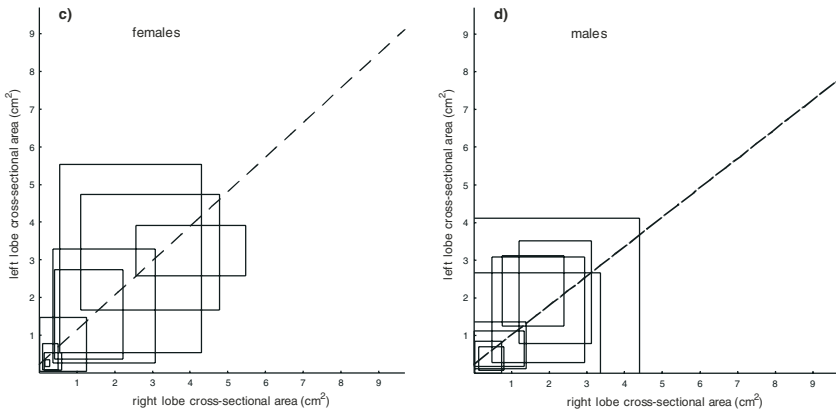 c)
females
9
8
7
6
5
4
3
2
1
left lobe cross-sectional area (cm²)
1 2 3 4 5 6 7 8 9
right lobe cross-sectional area (cm²)
d)
males
9
8
7
6
5
4
3
2
1
left lobe cross-sectional area (cm²)
1 2 3 4 5 6 7 8 9
right lobe cross-sectional area (cm²)